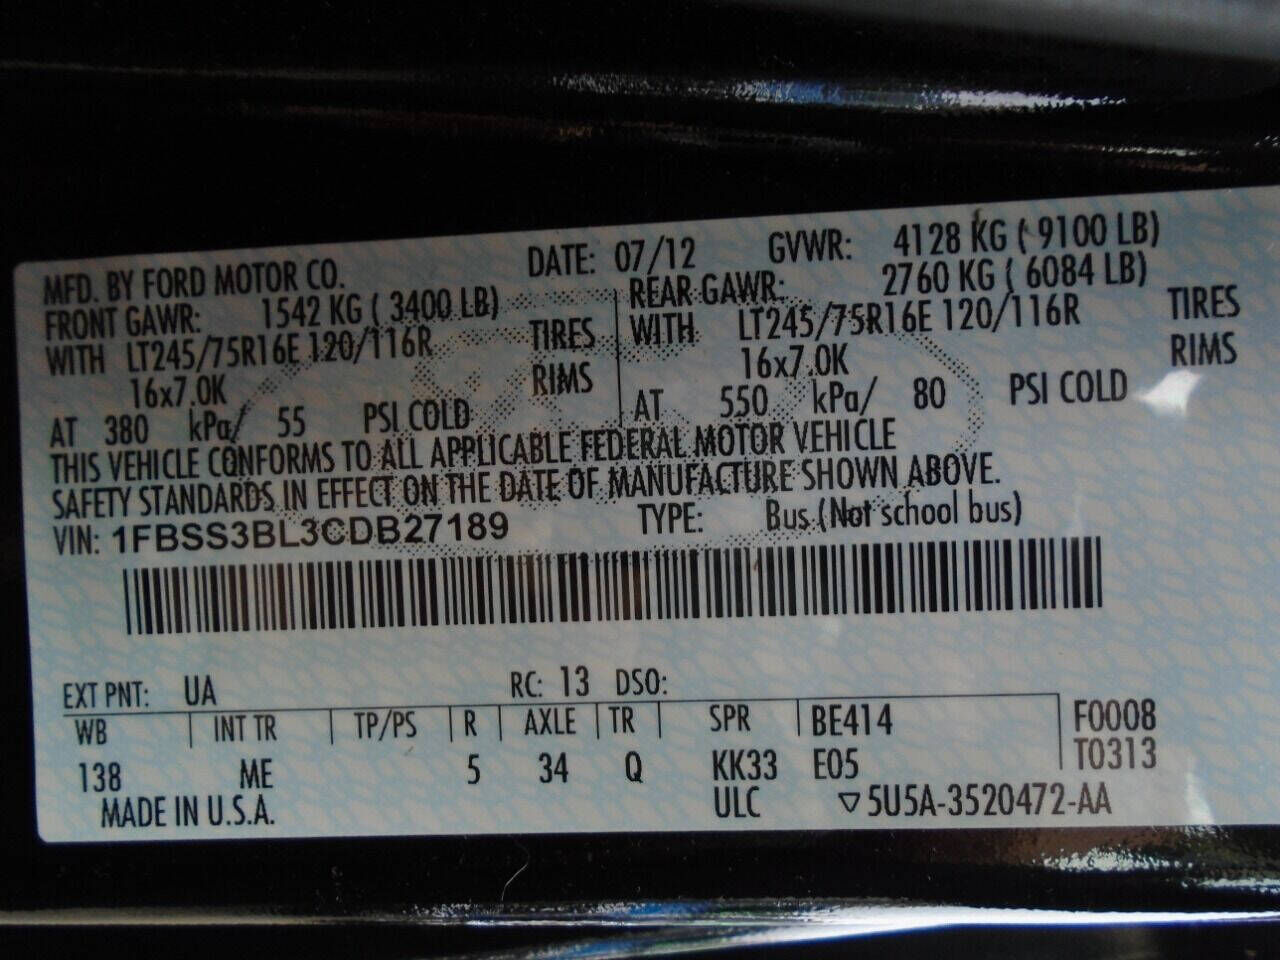 MFD. BY FORD MOTOR CO. DATE: 07/12 GVWR: 4128 KG ( 9100 LB)
FRONT GAWR: 1542 KG ( 3400 LB) REAR GAWR: 2760 KG ( 6084 LB)
WITH LT245/75R16E 120/116R TIRES WITH LT245/75R16E 120/116R TIRES
16x7.0K RIMS 16x7.0K RIMS
AT 380 kPa/ 55 PSI COLD AT 550 kPa/ 80 PSI COLD
THIS VEHICLE CONFORMS TO ALL APPLICABLE FEDERAL MOTOR VEHICLE
SAFETY STANDARDS IN EFFECT ON THE DATE OF MANUFACTURE SHOWN ABOVE.
VIN: 1FBSS3BL3CDB27189 TYPE: Bus (Not school bus)
EXT PNT: UA RC: 13 DSO:
WB INT TR TP/PS R AXLE TR SPR BE414 F0008
138 ME 5 34 Q KK33 E05 T0313
MADE IN U.S.A. ULC ▽5U5A-3520472-AA